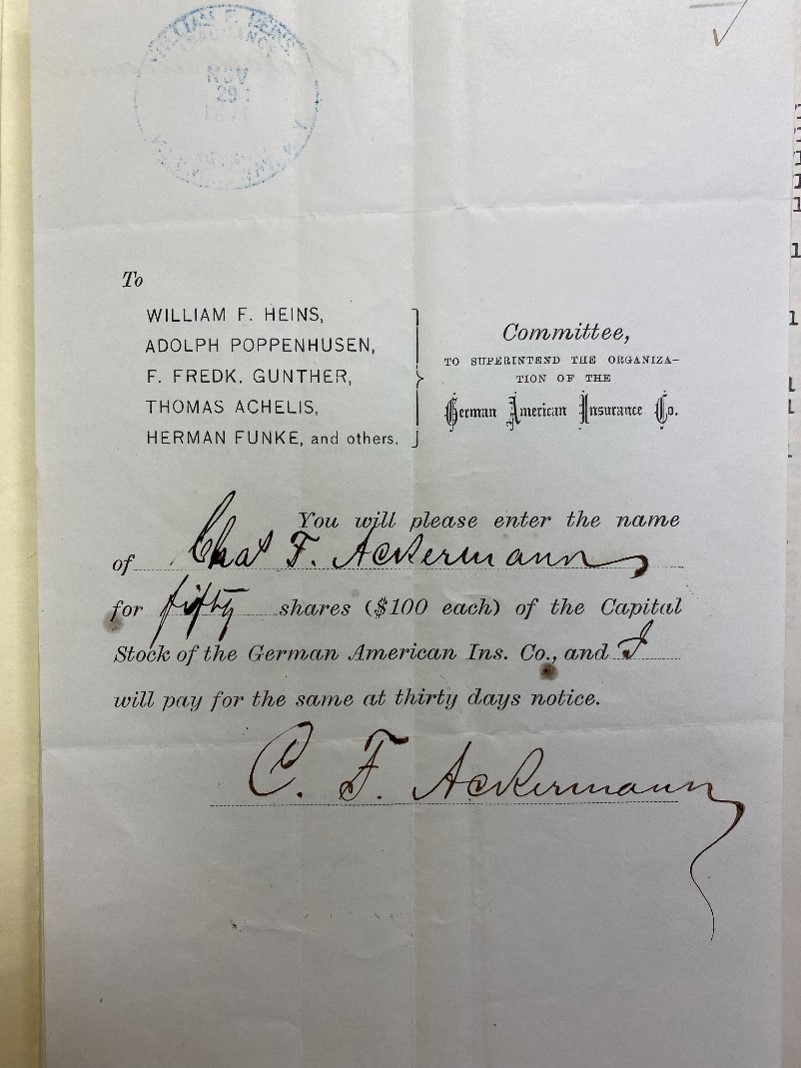 WILLIAM F. HEINS
INSURANCE
NOV
29
To
WILLIAM F. HEINS,
ADOLPH POPPENHUSEN,
F. FREDK. GUNTHER,
THOMAS ACHELIS,
HERMAN FUNKE, and others.
Committee,
TO SUPERINTEND THE ORGANIZA-
TION OF THE
German American Insurance Co.
You will please enter the name
of Chas F. Ackermann
for fifty shares ($100 each) of the Capital
Stock of the German American Ins. Co., and I
will pay for the same at thirty days notice.
C. F. Ackermann